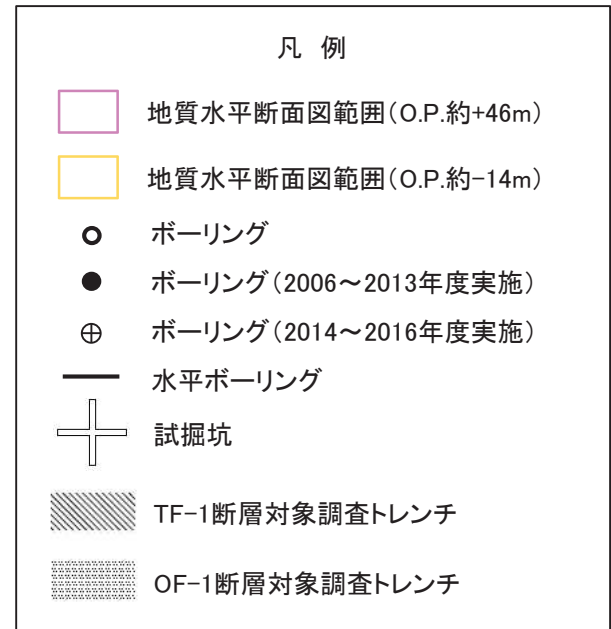 凡 例
地質水平断面図範囲(O.P.約+46m)
地質水平断面図範囲(O.P.約-14m)
ボーリング
ボーリング(2006~2013年度実施)
ボーリング(2014~2016年度実施)
水平ボーリング
試掘坑
TF-1断層対象調査トレンチ
OF-1断層対象調査トレンチ